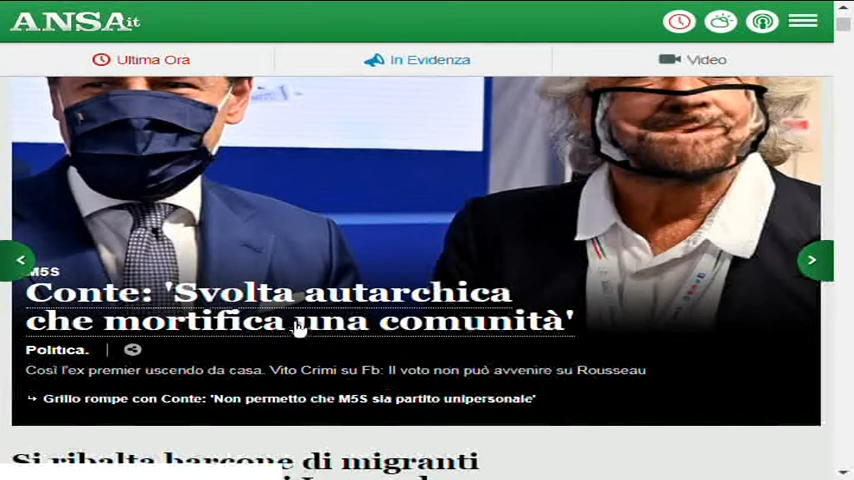 ANSA.it
Ultima Ora
In Evidenza
Video
M5S
Conte: 'Svolta autarchica
che mortifica una comunità'
Politica.
Così l'ex premier uscendo da casa. Vito Crimi su Fb: Il voto non può avvenire su Rousseau
Grillo rompe con Conte: 'Non permetto che M5S sia partito unipersonale'
Si ribalta barcone di migranti